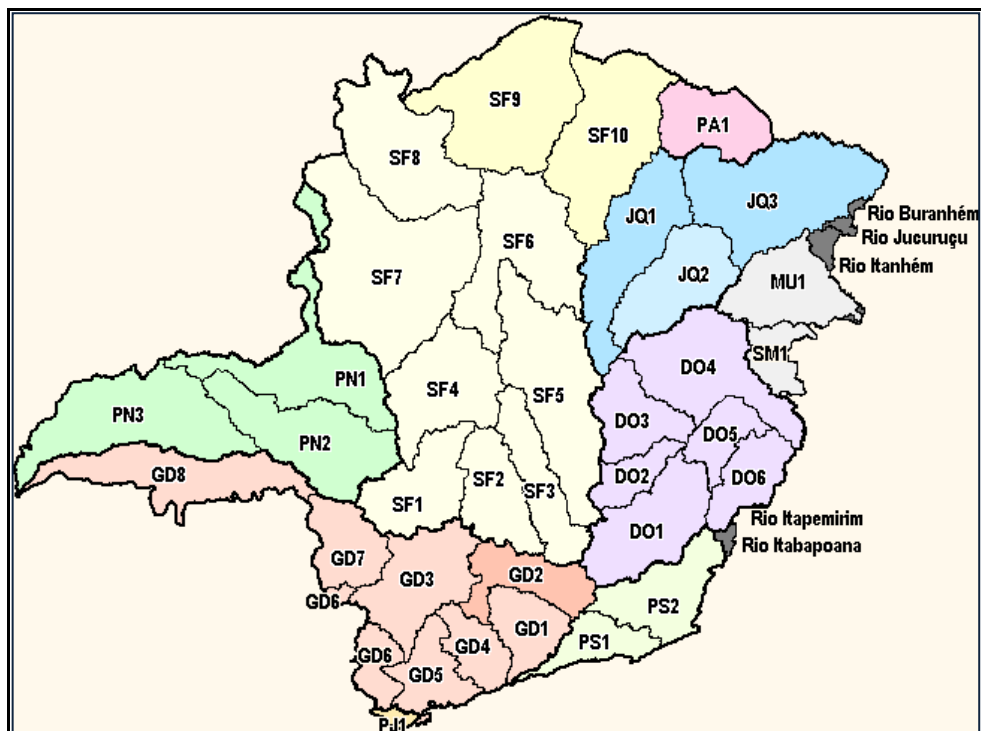 SF9
SF10
PA1
SF8
JQ1
JQ3
Rio Buranhém
Rio Jucuruçu
SF6
Rio Itanhém
SF7
JQ2
MU1
SM1
DO4
PN1
SF4
SF5
PN3
DO3
PN2
DO5
GD8
DO2
DO6
SF2
SF3
SF1
Rio Itapemirim
DO1
Rio Itabapoana
GD7
GD3
GD2
GD6
PS2
GD1
PS1
GD4
GD6
GD5
PJ1